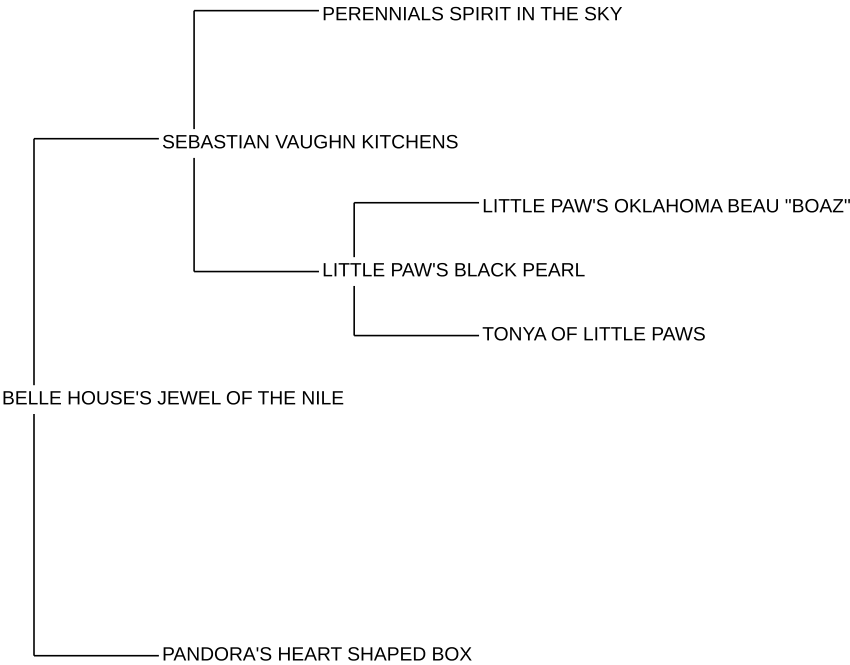 PERENNIALS SPIRIT IN THE SKY
SEBASTIAN VAUGHN KITCHENS
LITTLE PAW'S OKLAHOMA BEAU "BOAZ"
LITTLE PAW'S BLACK PEARL
TONYA OF LITTLE PAWS
BELLE HOUSE'S JEWEL OF THE NILE
PANDORA'S HEART SHAPED BOX